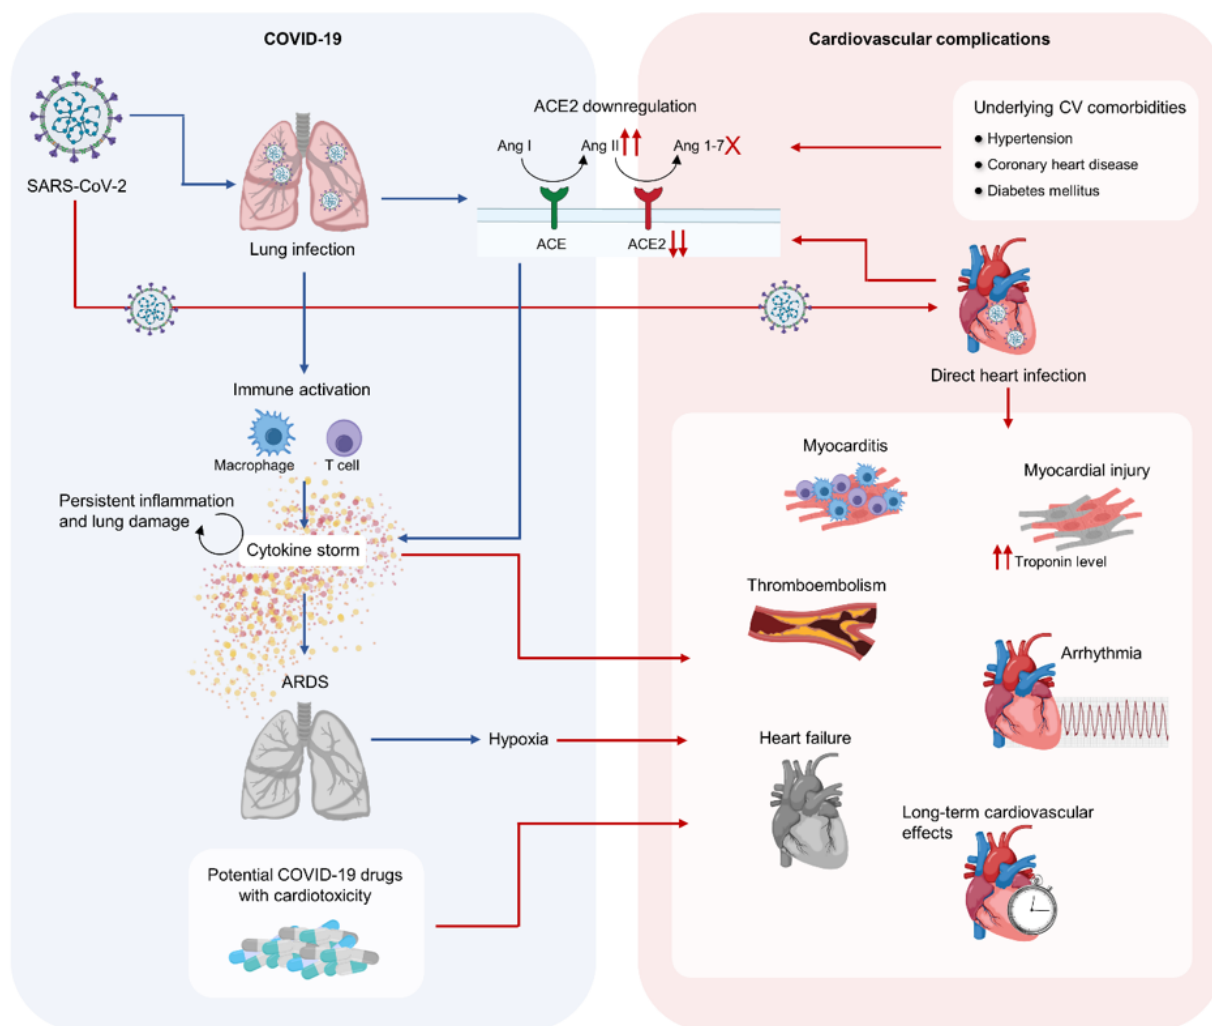 COVID-19
Cardiovascular complications
SARS-CoV-2
Lung infection
ACE2 downregulation
Ang I
Ang II
Ang 1-7
ACE
ACE2
Underlying CV comorbidities
● Hypertension
● Coronary heart disease
● Diabetes mellitus
Direct heart infection
Immune activation
Macrophage
T cell
Persistent inflammation
and lung damage
Cytokine storm
ARDS
Hypoxia
Potential COVID-19 drugs
with cardiotoxicity
Myocarditis
Myocardial injury
Troponin level
Thromboembolism
Arrhythmia
Heart failure
Long-term cardiovascular
effects